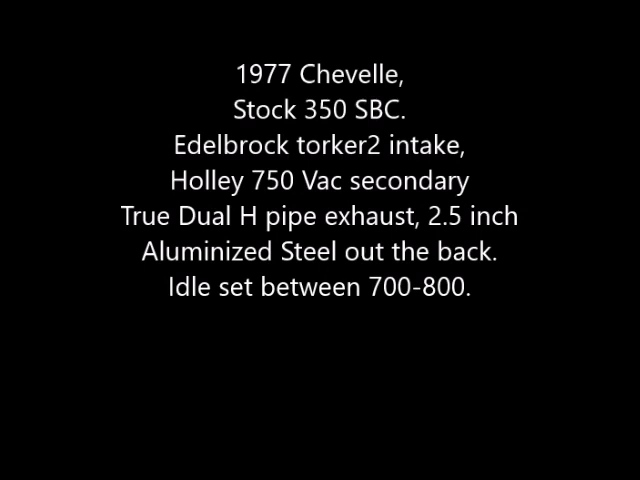 1977 Chevelle,
Stock 350 SBC.
Edelbrock torker2 intake,
Holley 750 Vac secondary
True Dual H pipe exhaust, 2.5 inch
Aluminized Steel out the back.
Idle set between 700-800.